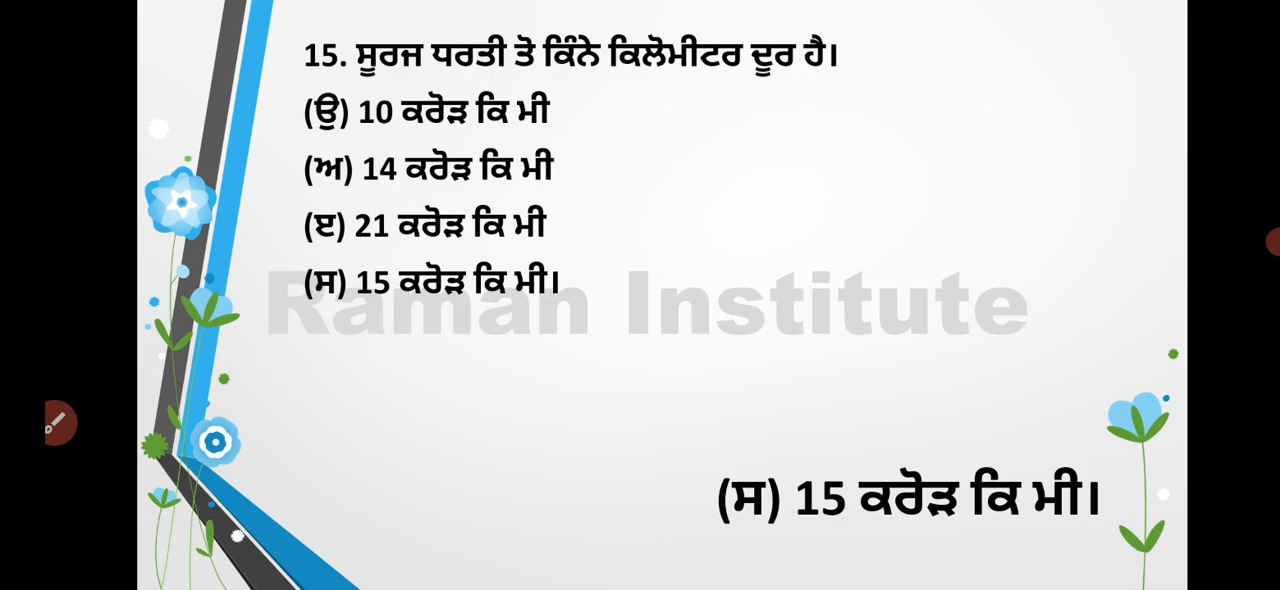 15. ਸੂਰਜ ਧਰਤੀ ਤੋ ਕਿੰਨੇ ਕਿਲੋਮੀਟਰ ਦੂਰ ਹੈ।
(ਉ) 10 ਕਰੋੜ ਕਿ ਮੀ
(ਅ) 14 ਕਰੋੜ ਕਿ ਮੀ
(ੲ) 21 ਕਰੋੜ ਕਿ ਮੀ
(ਸ) 15 ਕਰੋੜ ਕਿ ਮੀ।
Raman Institute
(ਸ) 15 ਕਰੋੜ ਕਿ ਮੀ।